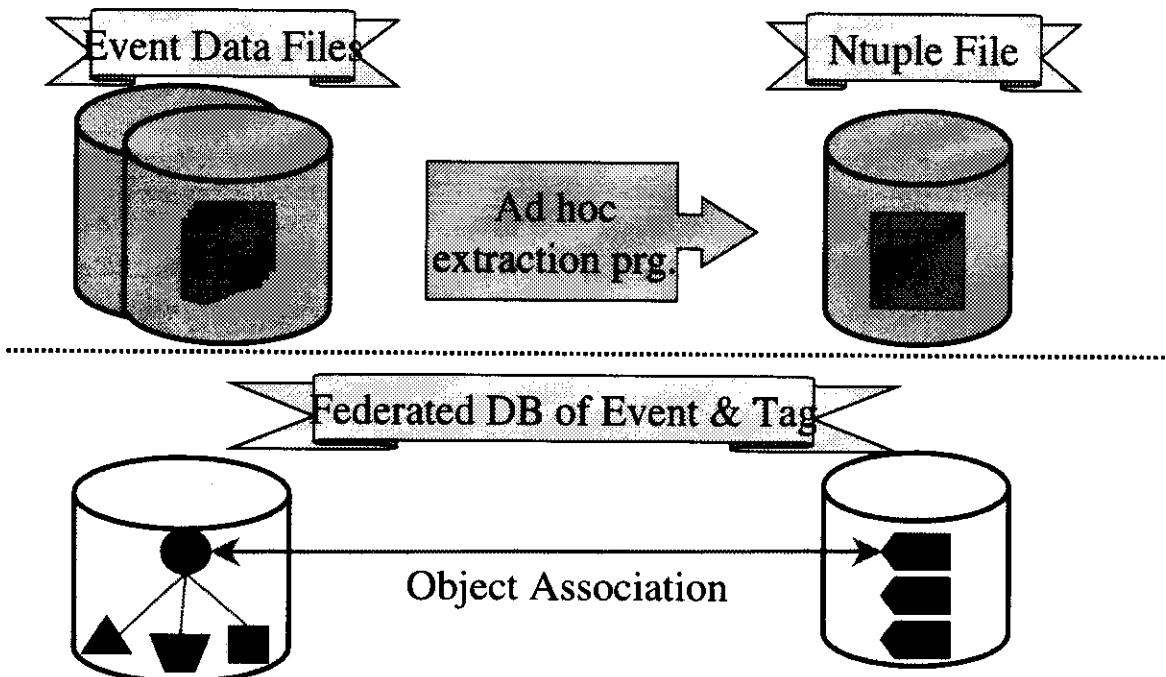 Event Data Files
Ntuple File
Ad hoc
extraction prg.
Federated DB of Event & Tag
Object Association